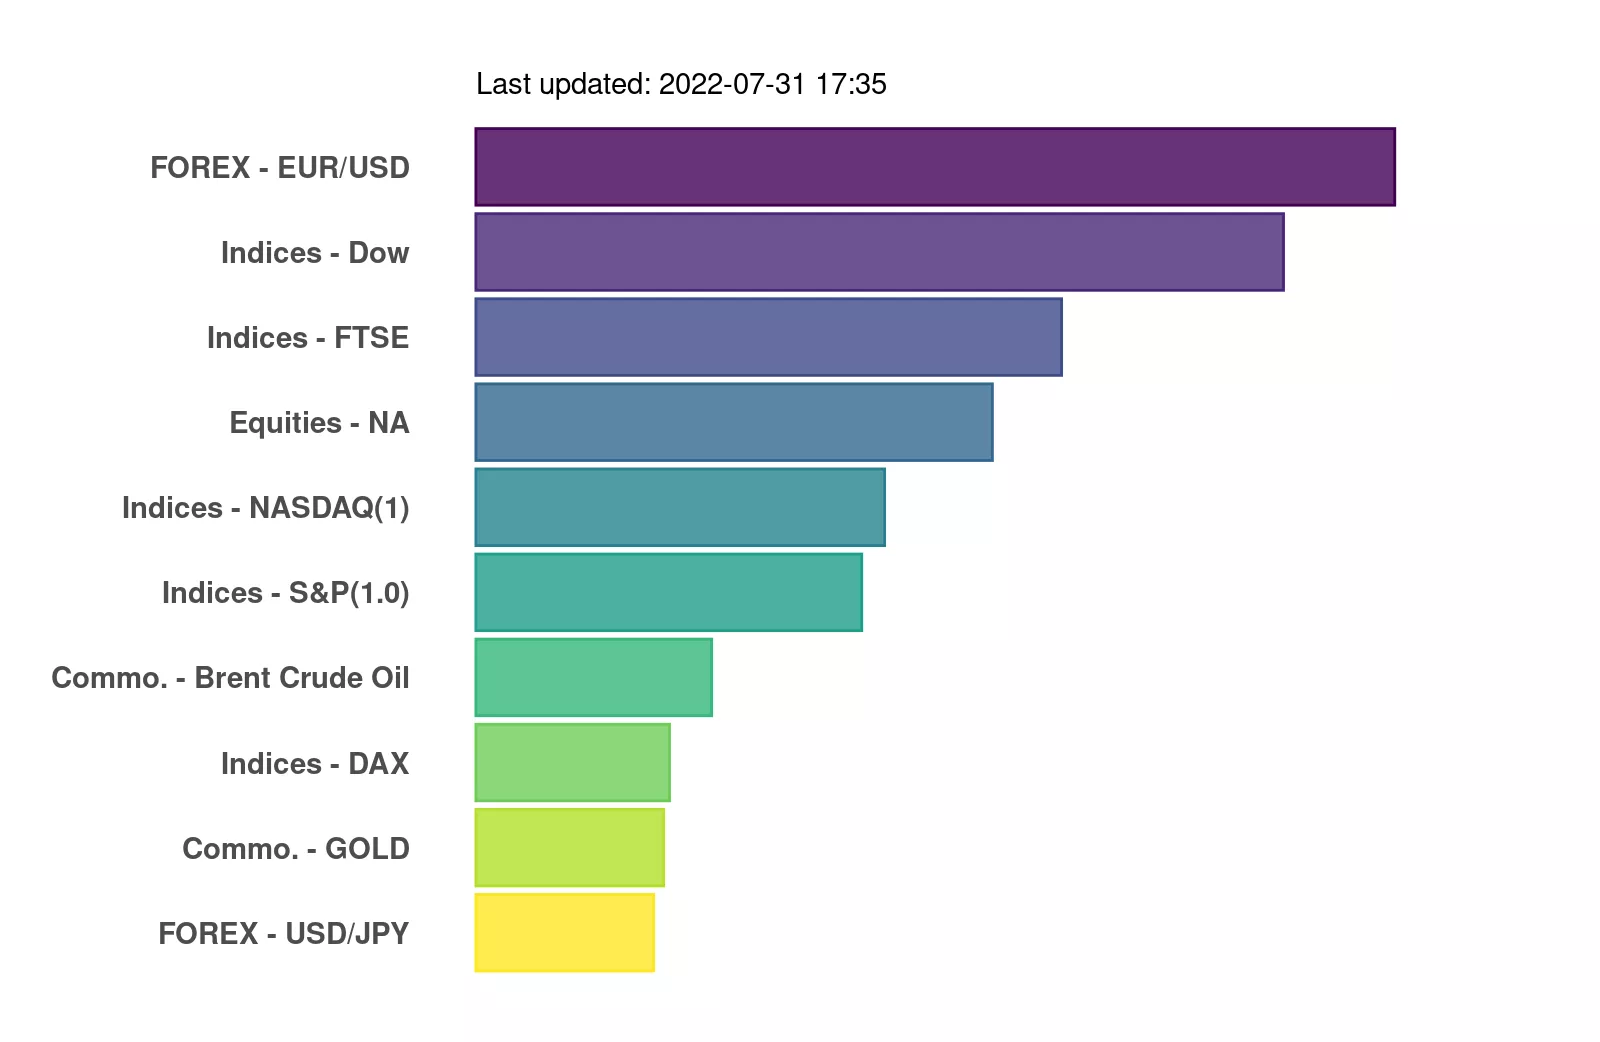 Last updated: 2022-07-31 17:35
FOREX - EUR/USD
Indices - Dow
Indices - FTSE
Equities - NA
Indices - NASDAQ(1)
Indices - S&P(1.0)
Commo. - Brent Crude Oil
Indices - DAX
Commo. - GOLD
FOREX - USD/JPY